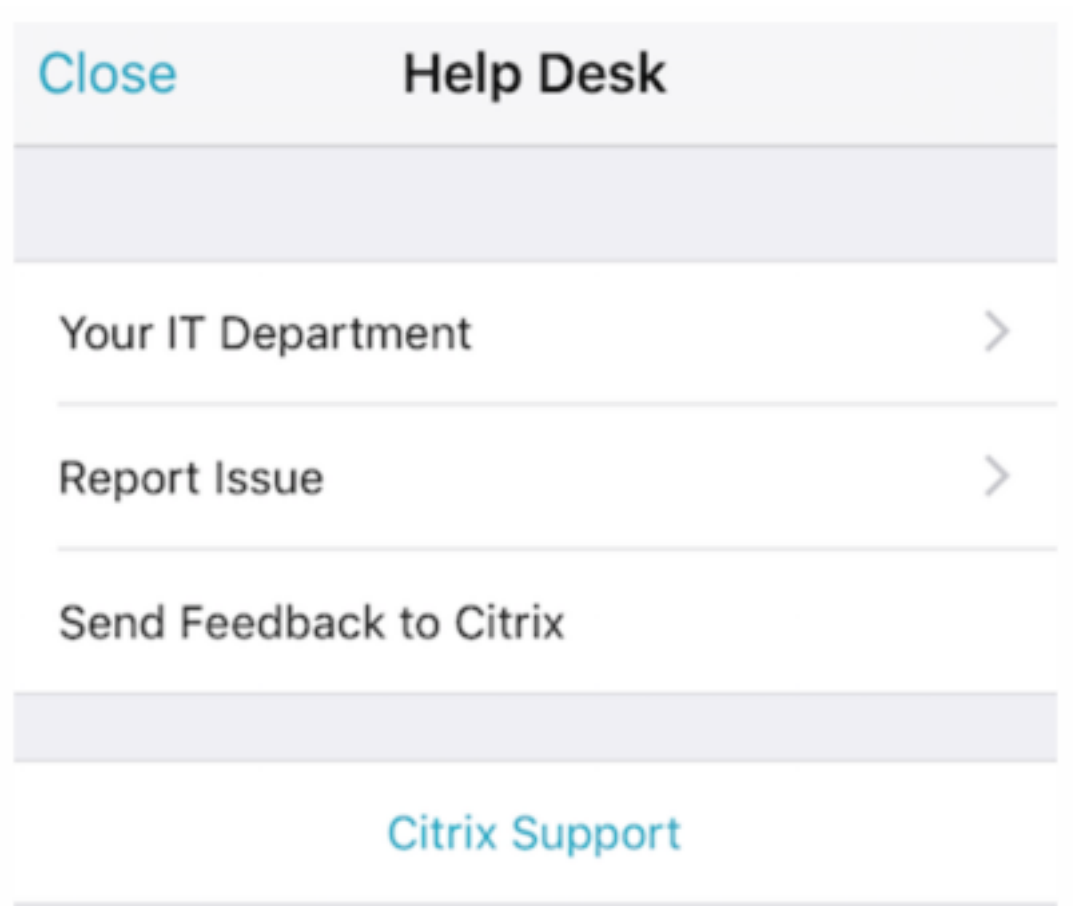 Close Help Desk
Your IT Department
Report Issue
Send Feedback to Citrix
Citrix Support